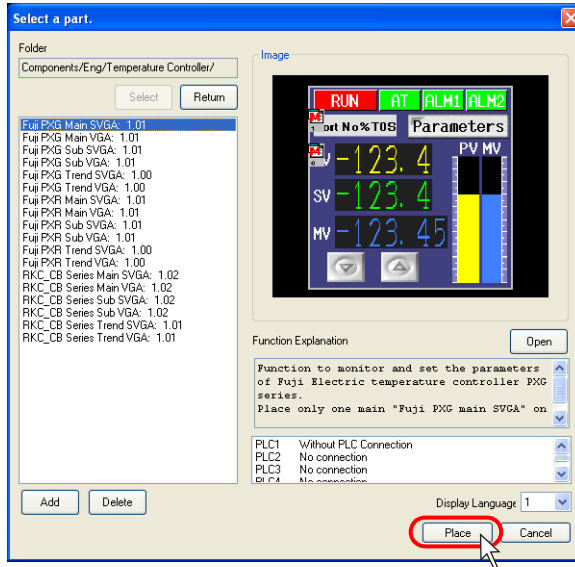 Select a part.
Folder
Components/Eng/Temperature Controller/
Select
Return
Fuji PXG Main SVGA: 1.01
Fuji PXG Main VGA: 1.01
Fuji PXG Sub SVGA: 1.01
Fuji PXG Sub VGA: 1.01
Fuji PXG Trend SVGA: 1.00
Fuji PXG Trend VGA: 1.00
Fuji PXR Main SVGA: 1.01
Fuji PXR Main VGA: 1.01
Fuji PXR Sub SVGA: 1.01
Fuji PXR Sub VGA: 1.01
Fuji PXR Trend SVGA: 1.00
Fuji PXR Trend VGA: 1.00
RKC_CB Series Main SVGA: 1.02
RKC_CB Series Main VGA: 1.02
RKC_CB Series Sub SVGA: 1.02
RKC_CB Series Sub VGA: 1.02
RKC_CB Series Trend SVGA: 1.01
RKC_CB Series Trend VGA: 1.01
Add
Delete
Image
RUN AT ALM1 ALM2
M
1 ort No%T0S Parameters
PV MV
M
0 V -123. 4
SV -123. 4
MV -123. 45
Function Explanation
Open
Function to monitor and set the parameters
of Fuji Electric temperature controller PXG
series.
Place only one main "Fuji PXG main SVGA" on
PLC1 Without PLC Connection
PLC2 No connection
PLC3 No connection
PLC4 No connection
Display Language 1
Place
Cancel